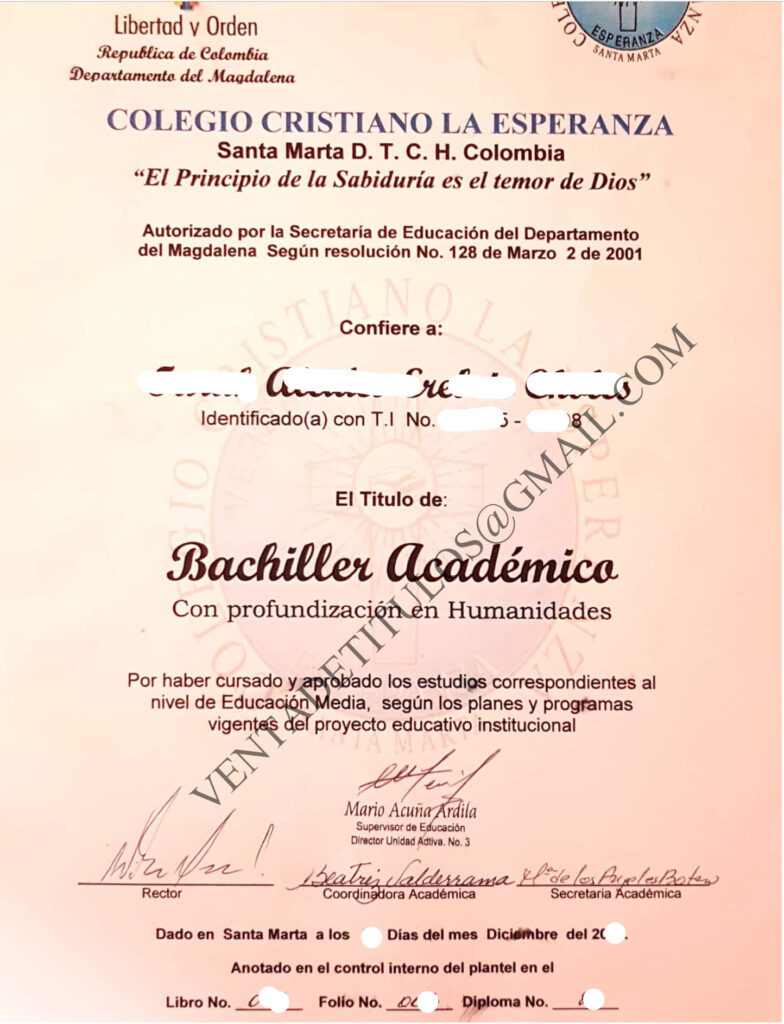 Libertad y Orden
Republica de Colombia
Departamento del Magdalena
ESPERANZA
SANTA MARTA
COLEGIO CRISTIANO LA ESPERANZA
Santa Marta D. T. C. H. Colombia
“El Principio de la Sabiduría es el temor de Dios”
Autorizado por la Secretaría de Educación del Departamento
del Magdalena Según resolución No. 128 de Marzo 2 de 2001
Confiere a:
Identificado(a) con T.I No. 5 - 8
El Titulo de:
Bachiller Académico
Con profundización en Humanidades
Por haber cursado y aprobado los estudios correspondientes al
nivel de Educación Media, según los planes y programas
vigentes del proyecto educativo institucional
VENTADETITULOS@GMAIL.COM
Mario Acuña Ardila
Supervisor de Educación
Director Unidad Adtiva. No. 3
Beatriz Valderrama
Rector Coordinadora Académica Secretaria Académica
Dado en Santa Marta a los Días del mes Diciembre del 20 .
Anotado en el control interno del plantel en el
Libro No. Folio No. Diploma No.